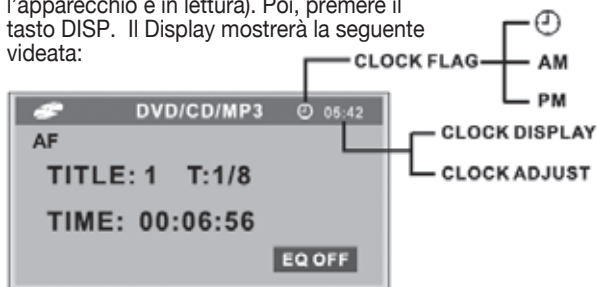 l'apparecchio è in lettura). Poi, premere il
tasto DISP. Il Display mostrerà la seguente
videata:
CLOCK FLAG
AM
PM
DVD/CD/MP3 05:42
CLOCK DISPLAY
CLOCK ADJUST
AF
TITLE: 1 T:1/8
TIME: 00:06:56
EQ OFF